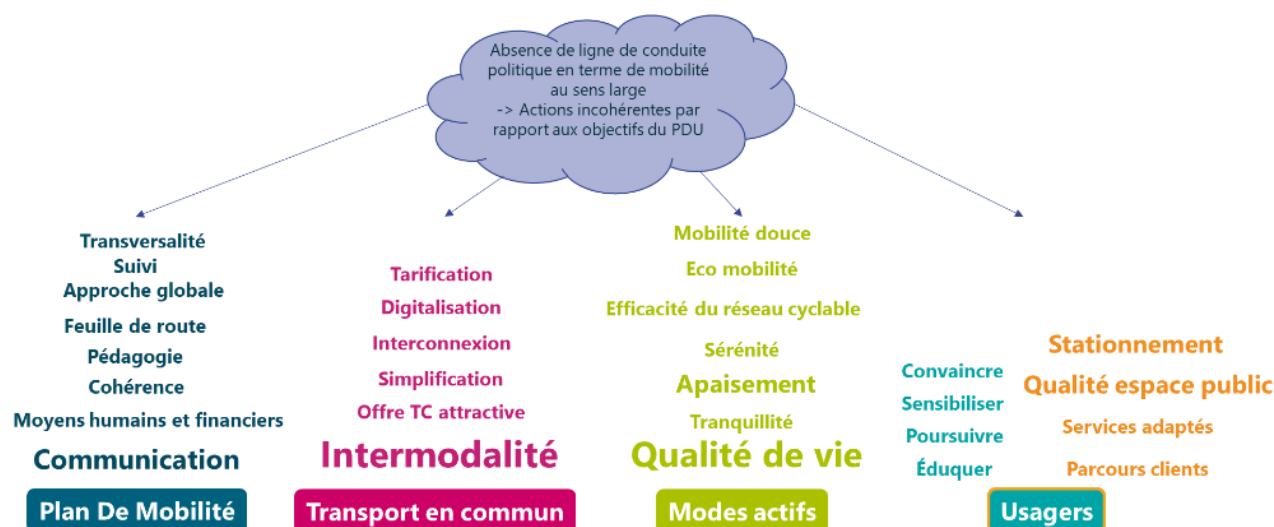 Absence de ligne de conduite
politique en terme de mobilité
au sens large
-> Actions incohérentes par
rapport aux objectifs du PDU
Transversalité
Suivi
Approche globale
Feuille de route
Pédagogie
Cohérence
Moyens humains et financiers
Communication
Plan De Mobilité
Tarification
Digitalisation
Interconnexion
Simplification
Offre TC attractive
Intermodalité
Transport en commun
Mobilité douce
Eco mobilité
Efficacité du réseau cyclable
Sérénité
Apaisement
Tranquillité
Qualité de vie
Modes actifs
Convaincre
Sensibiliser
Poursuivre
Éduquer
Stationnement
Qualité espace public
Services adaptés
Parcours clients
Usagers